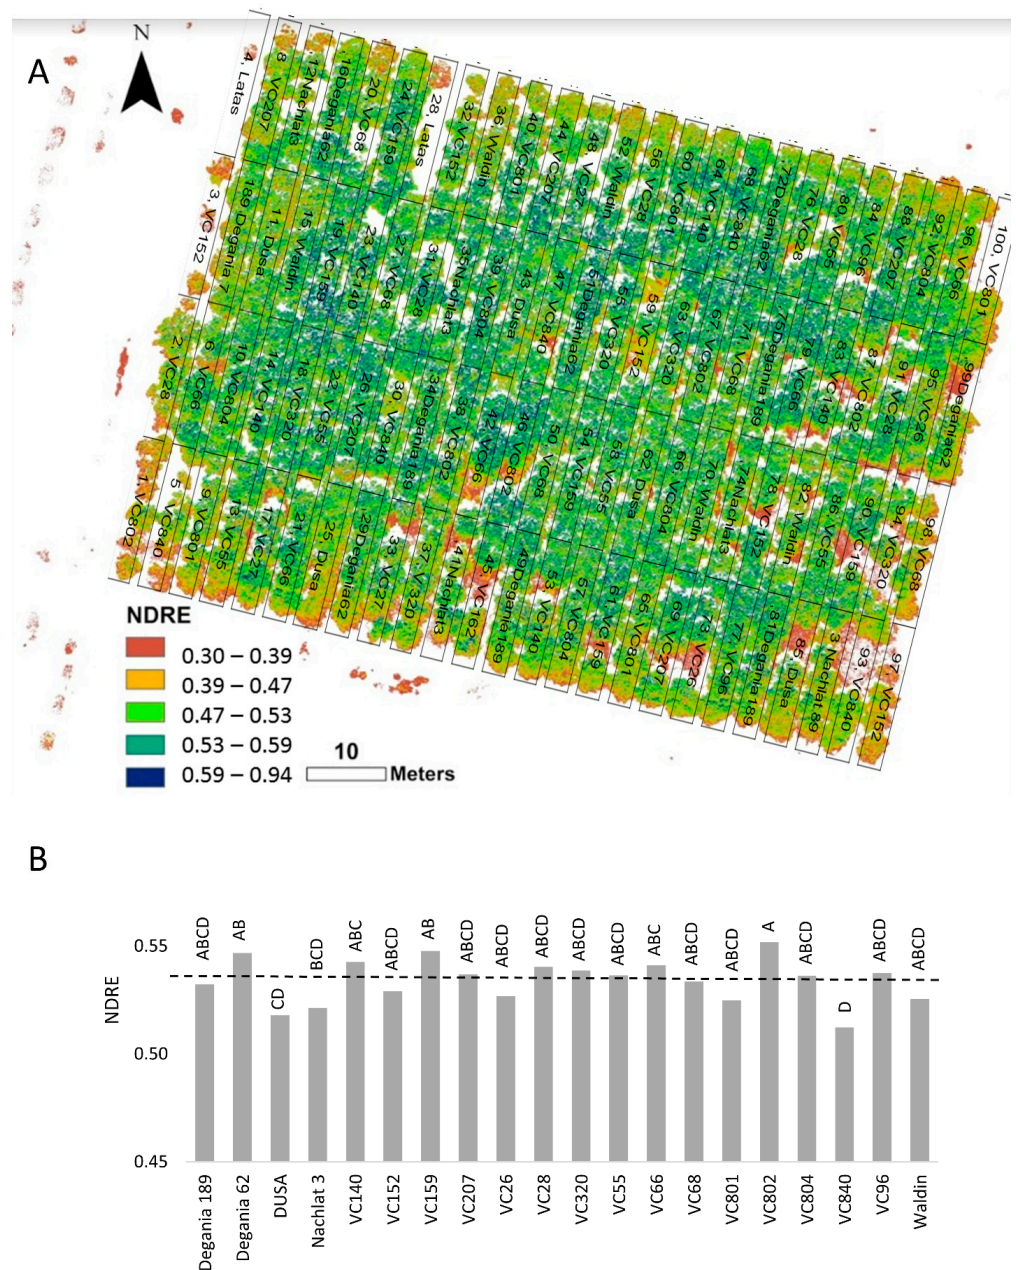 N
A
4, Latas
8, VC207
12Nachlat3
16Degania62
20, VC68
24, VC159
28, Latas
32, VC152
36, Waldin
40, VC801
44, VC207
48, VC27
52, Waldin
56, VC28
60, VC801
64, VC140
68, VC840
72Degania62
76, VC28
80, VC55
84, VC96
88, VC207
92, VC804
96, VC66
100, VC801
3, VC152
11, Dusa
15, Waldin
19, VC159
23, VC140
27, VC68
31, VC28
35Nachlat3
39, VC804
43, Dusa
47, VC840
51Degania62
55, VC320
59, VC152
63, VC320
67, VC802
71, VC68
75Degania189
79, VC66
83, VC140
87, VC802
91, VC28
95, VC26
99Degania62
2, VC28
6, VC66
10, VC804
14, VC140
18, VC320
22, VC55
26, VC207
30, VC840
34Degania189
38, VC802
42, VC66
46, VC802
50, VC68
54, VC159
58, VC55
62, Dusa
66, VC804
70, Waldin
74Nachlat3
78, VC152
82, Waldin
86, VC55
90, VC159
94, VC320
98, VC68
1, VC802
5, VC840
9, VC801
13, VC55
17, VC27
21, VC66
25, Dusa
29Degania62
33, VC27
37, VC320
41Nachlat3
45, VC162
49Degania189
53, VC140
57, VC804
61, VC159
65, VC801
69, VC207
73, VC26
77, VC96
81Degania189
85, Dusa
93, VC840
97, VC152
NDRE
0.30 – 0.39
0.39 – 0.47
0.47 – 0.53
0.53 – 0.59
0.59 – 0.94
10
Meters
B
NDRE
0.55
0.50
0.45
ABCD
AB
CD
BCD
ABC
ABCD
AB
ABCD
ABCD
ABCD
ABCD
ABCD
ABC
ABCD
ABCD
A
ABCD
D
ABCD
ABCD
Degania 189
Degania 62
DUSA
Nachlat 3
VC140
VC152
VC159
VC207
VC26
VC28
VC320
VC55
VC66
VC68
VC801
VC802
VC804
VC840
VC96
Waldin